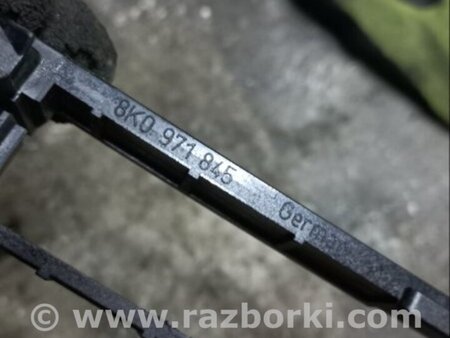 8K0 971 845 German
© www.razborki.com